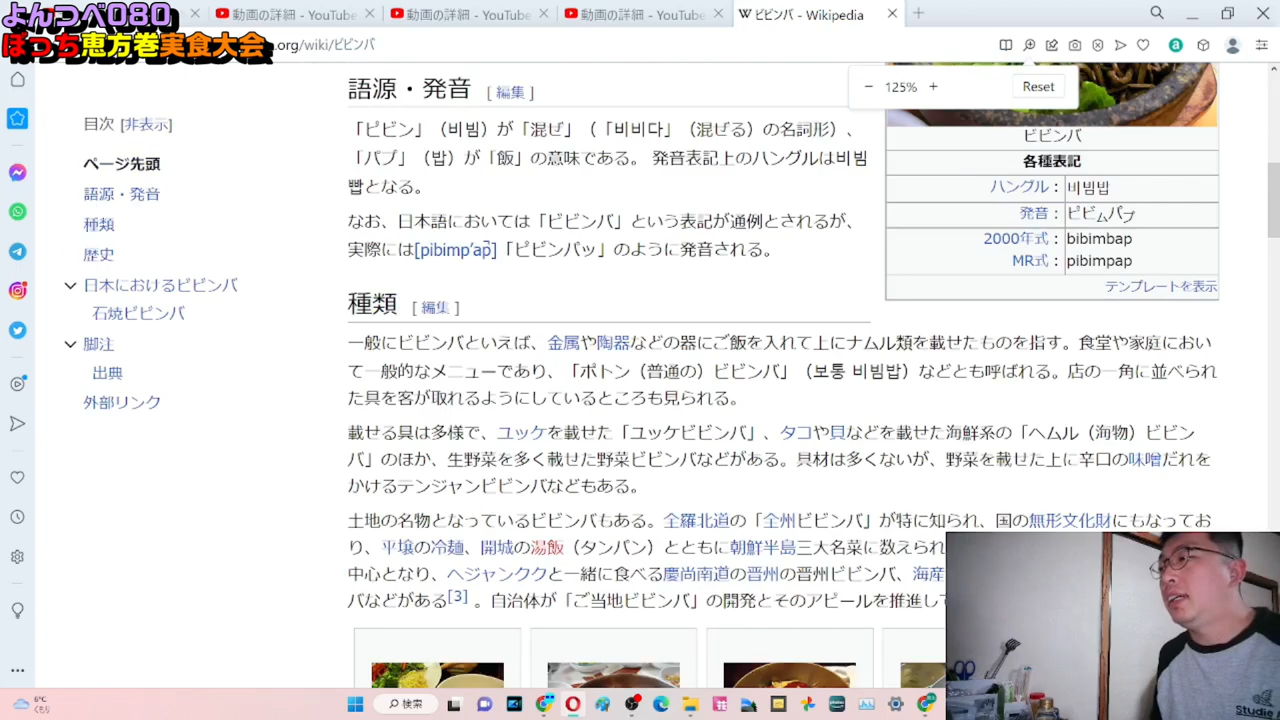 よんつべ080
ぼっち恵方巻実食大会
動画の詳細 - YouTube
動画の詳細 - YouTube
動画の詳細 - YouTube
ビビンバ - Wikipedia
.org/wiki/ビビンバ
125%
Reset
目次 [非表示]
ページ先頭
語源・発音
種類
歴史
日本におけるビビンバ
石焼ビビンバ
脚注
出典
外部リンク
語源・発音 [編集]
「ピビン」（비빔）が「混ぜ」（「비비다」（混ぜる）の名詞形）、
「パプ」（밥）が「飯」の意味である。 発音表記上のハングルは비빔
빱となる。
なお、日本語においては「ビビンバ」という表記が通例とされるが、
実際には[pibimp'ap̚]「ピビンパッ」のように発音される。
ビビンバ
各種表記
ハングル： 비빔밥
発音： ピビㇺパㇷ゚
2000年式： bibimbap
MR式： pibimpap
テンプレートを表示
種類 [編集]
一般にビビンバといえば、金属や陶器などの器にご飯を入れて上にナムル類を載せたものを指す。食堂や家庭におい
て一般的なメニューであり、「ポトン（普通の）ビビンバ」（보통 비빔밥）などとも呼ばれる。店の一角に並べられ
た具を客が取れるようにしているところも見られる。
載せる具は多様で、ユッケを載せた「ユッケビビンバ」、タコや貝などを載せた海鮮系の「ヘムル（海物）ビビン
バ」のほか、生野菜を多く載せた野菜ビビンバなどがある。具材は多くないが、野菜を載せた上に辛口の味噌だれを
かけるテンジャンビビンバなどもある。
土地の名物となっているビビンバもある。全羅北道の「全州ビビンバ」が特に知られ、国の無形文化財にもなってお
り、平壌の冷麺、開城の湯飯（タンバン）とともに朝鮮半島三大名菜に数えられ
中心となり、ヘジャンククと一緒に食べる慶尚南道の晋州の晋州ビビンバ、海産
バなどがある[3]。自治体が「ご当地ビビンバ」の開発とそのアピールを推進して
6°C
くもり
検索
Studie